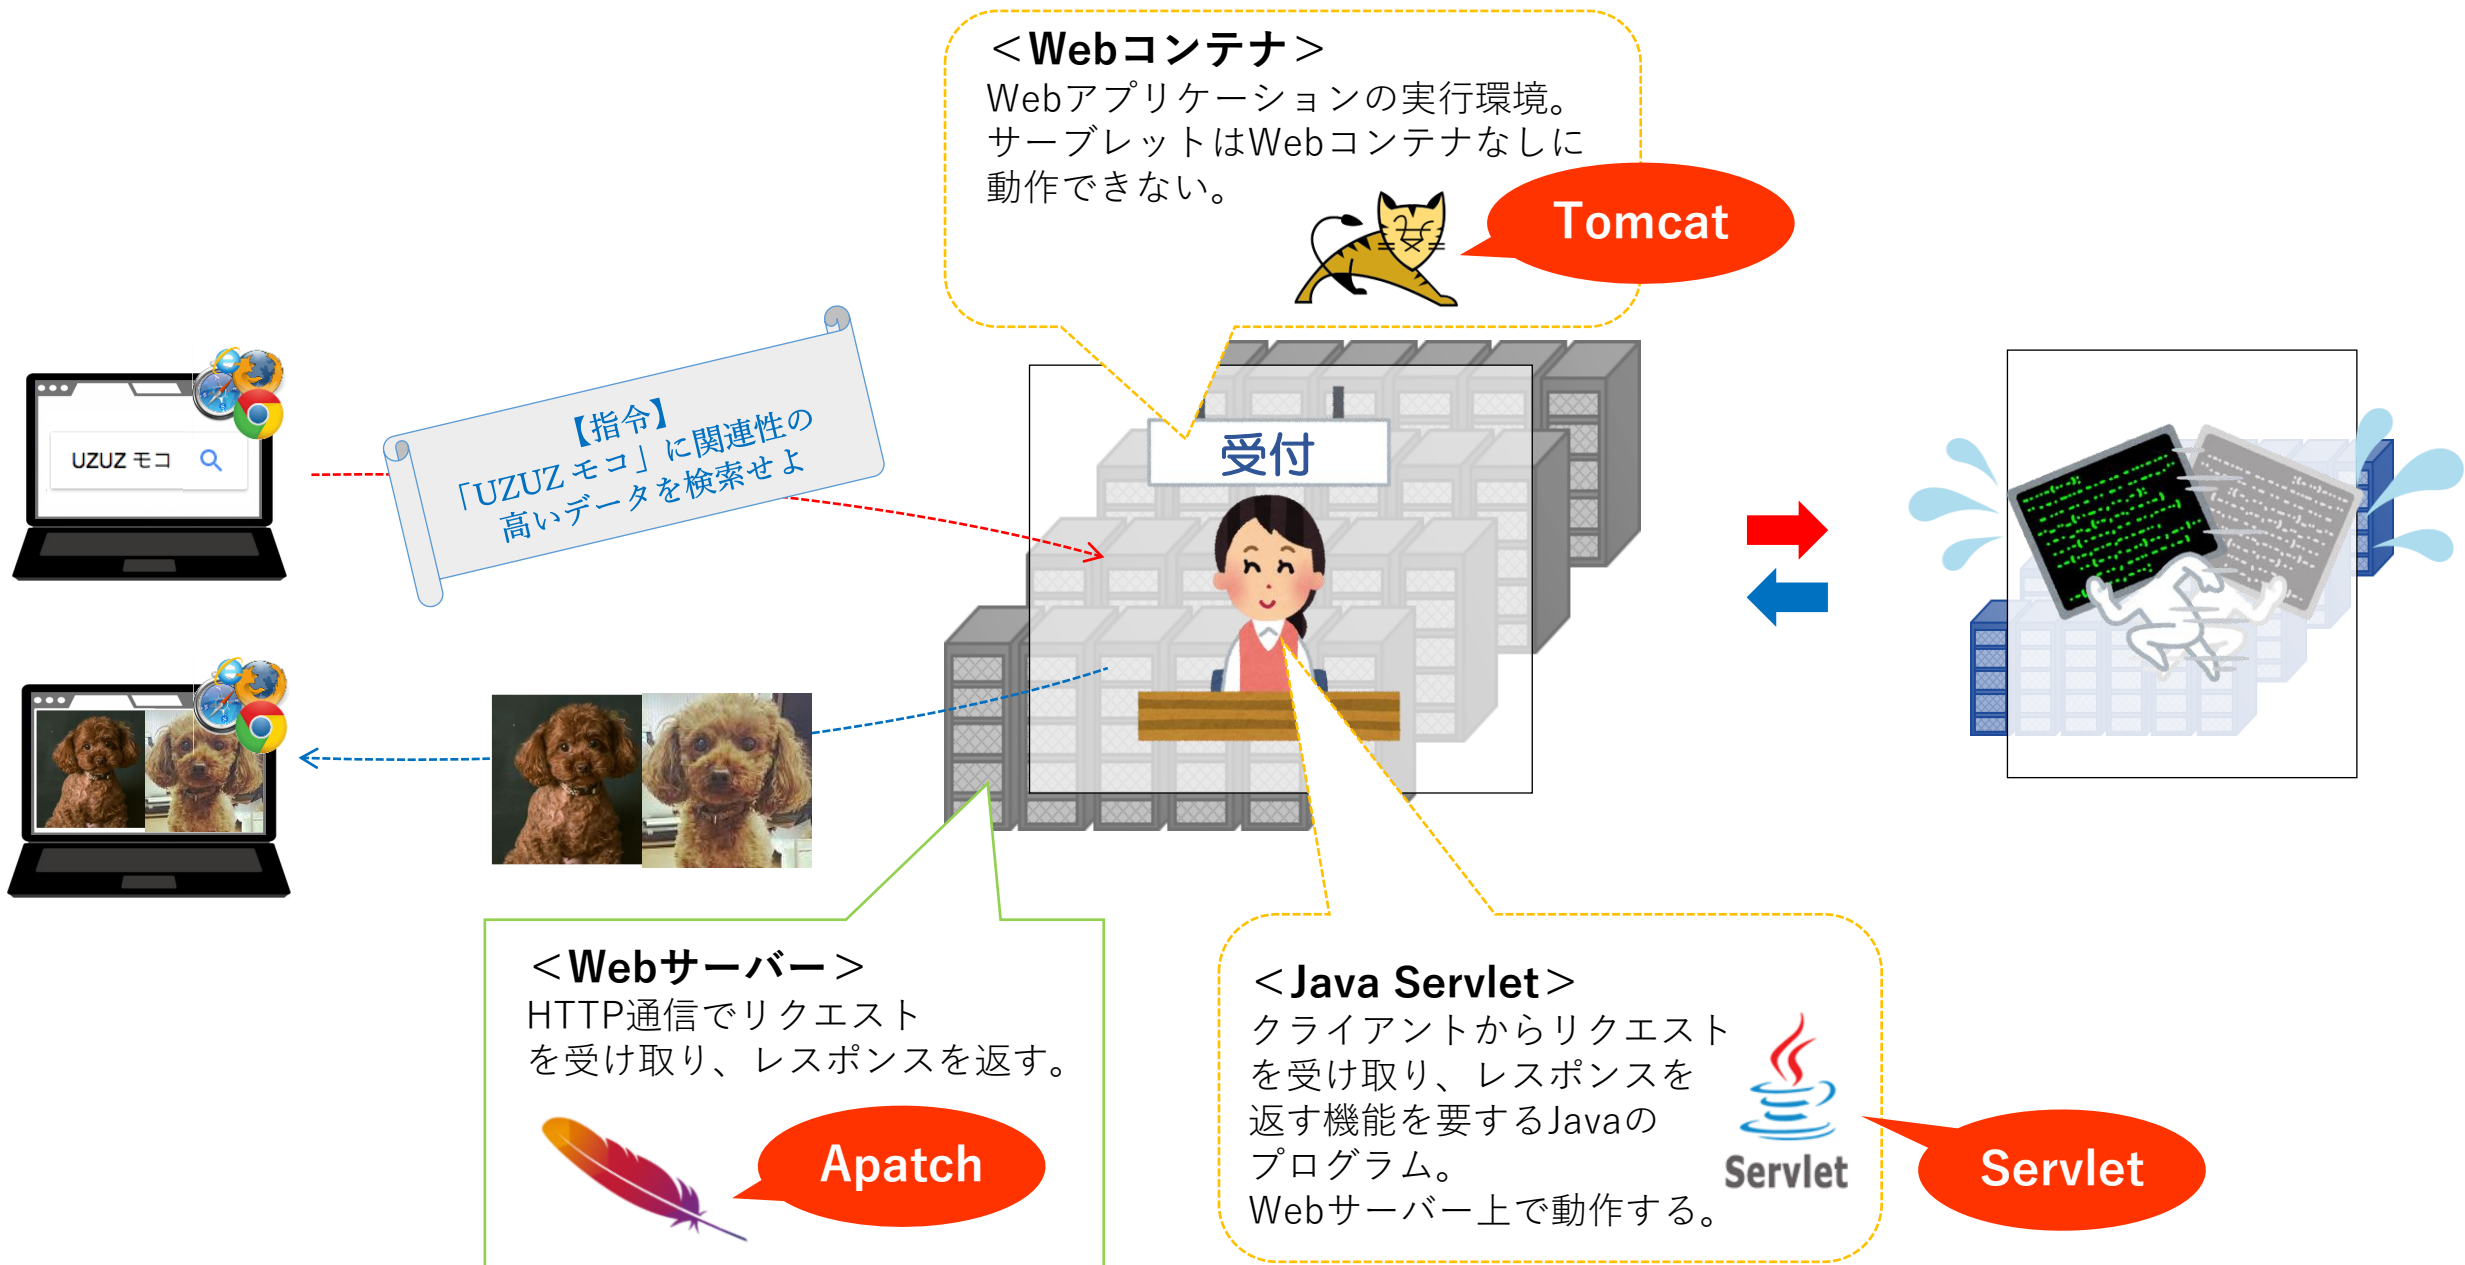 ＜Webコンテナ＞
Webアプリケーションの実行環境。
サーブレットはWebコンテナなしに
動作できない。
Tomcat
UZUZ モコ
【指令】
「UZUZ モコ」に関連性の
高いデータを検索せよ
受付
＜Webサーバー＞
HTTP通信でリクエスト
を受け取り、レスポンスを返す。
Apatch
＜Java Servlet＞
クライアントからリクエスト
を受け取り、レスポンスを
返す機能を要するJavaの
プログラム。
Webサーバー上で動作する。
Servlet
Servlet